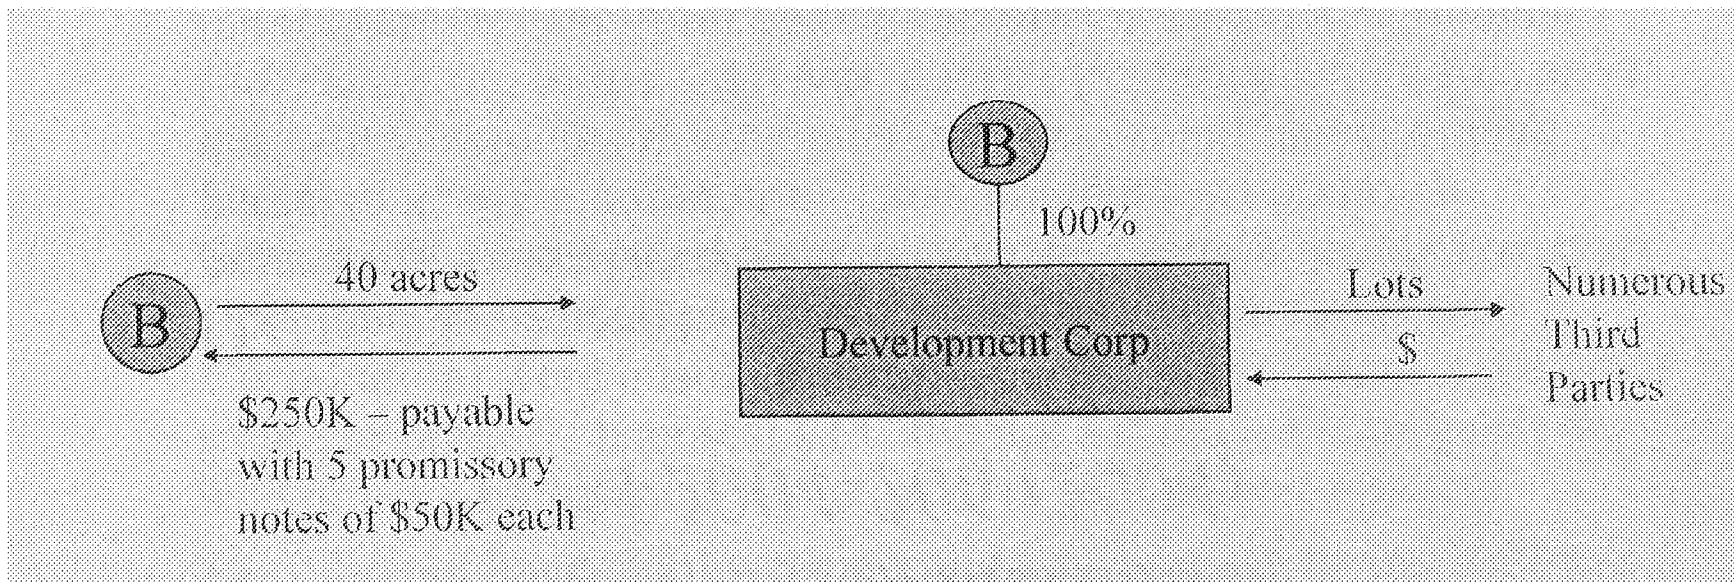 B
100%
40 acres
B
Development Corp
Lots
$
Numerous
Third
Parties
$250K – payable
with 5 promissory
notes of $50K each